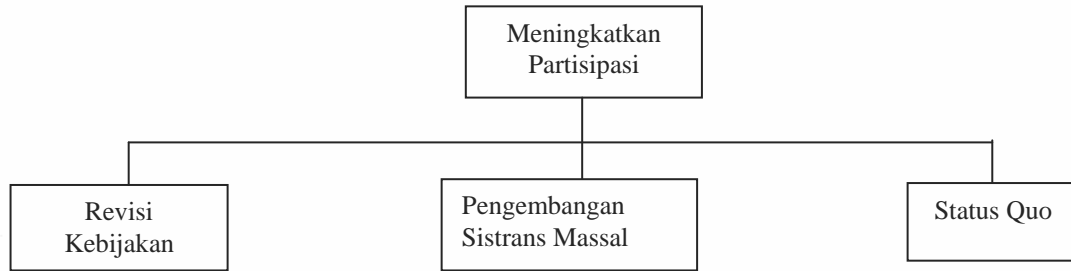 Meningkatkan
Partisipasi
Revisi
Kebijakan
Pengembangan
Sistrans Massal
Status Quo